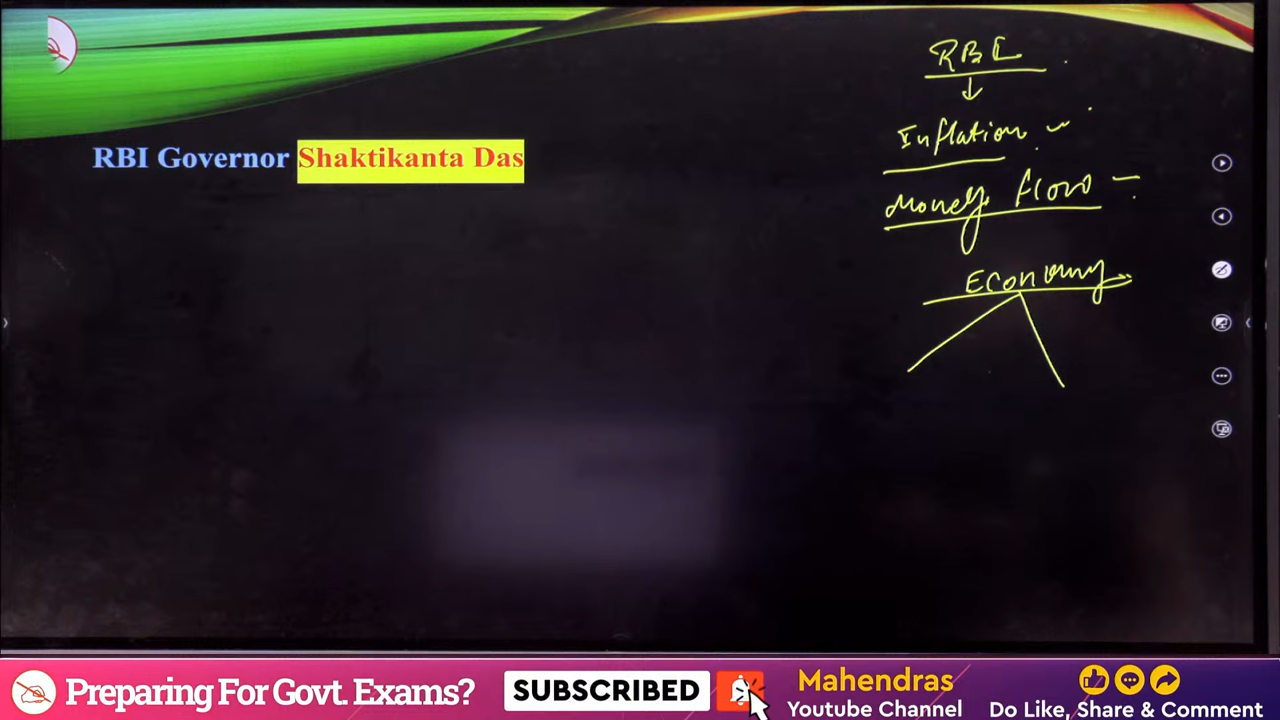 RBI Governor Shaktikanta Das
RBI
Inflation
Money flow
Economy
Preparing For Govt. Exams?
SUBSCRIBED
Mahendras
Youtube Channel
Do Like, Share & Comment